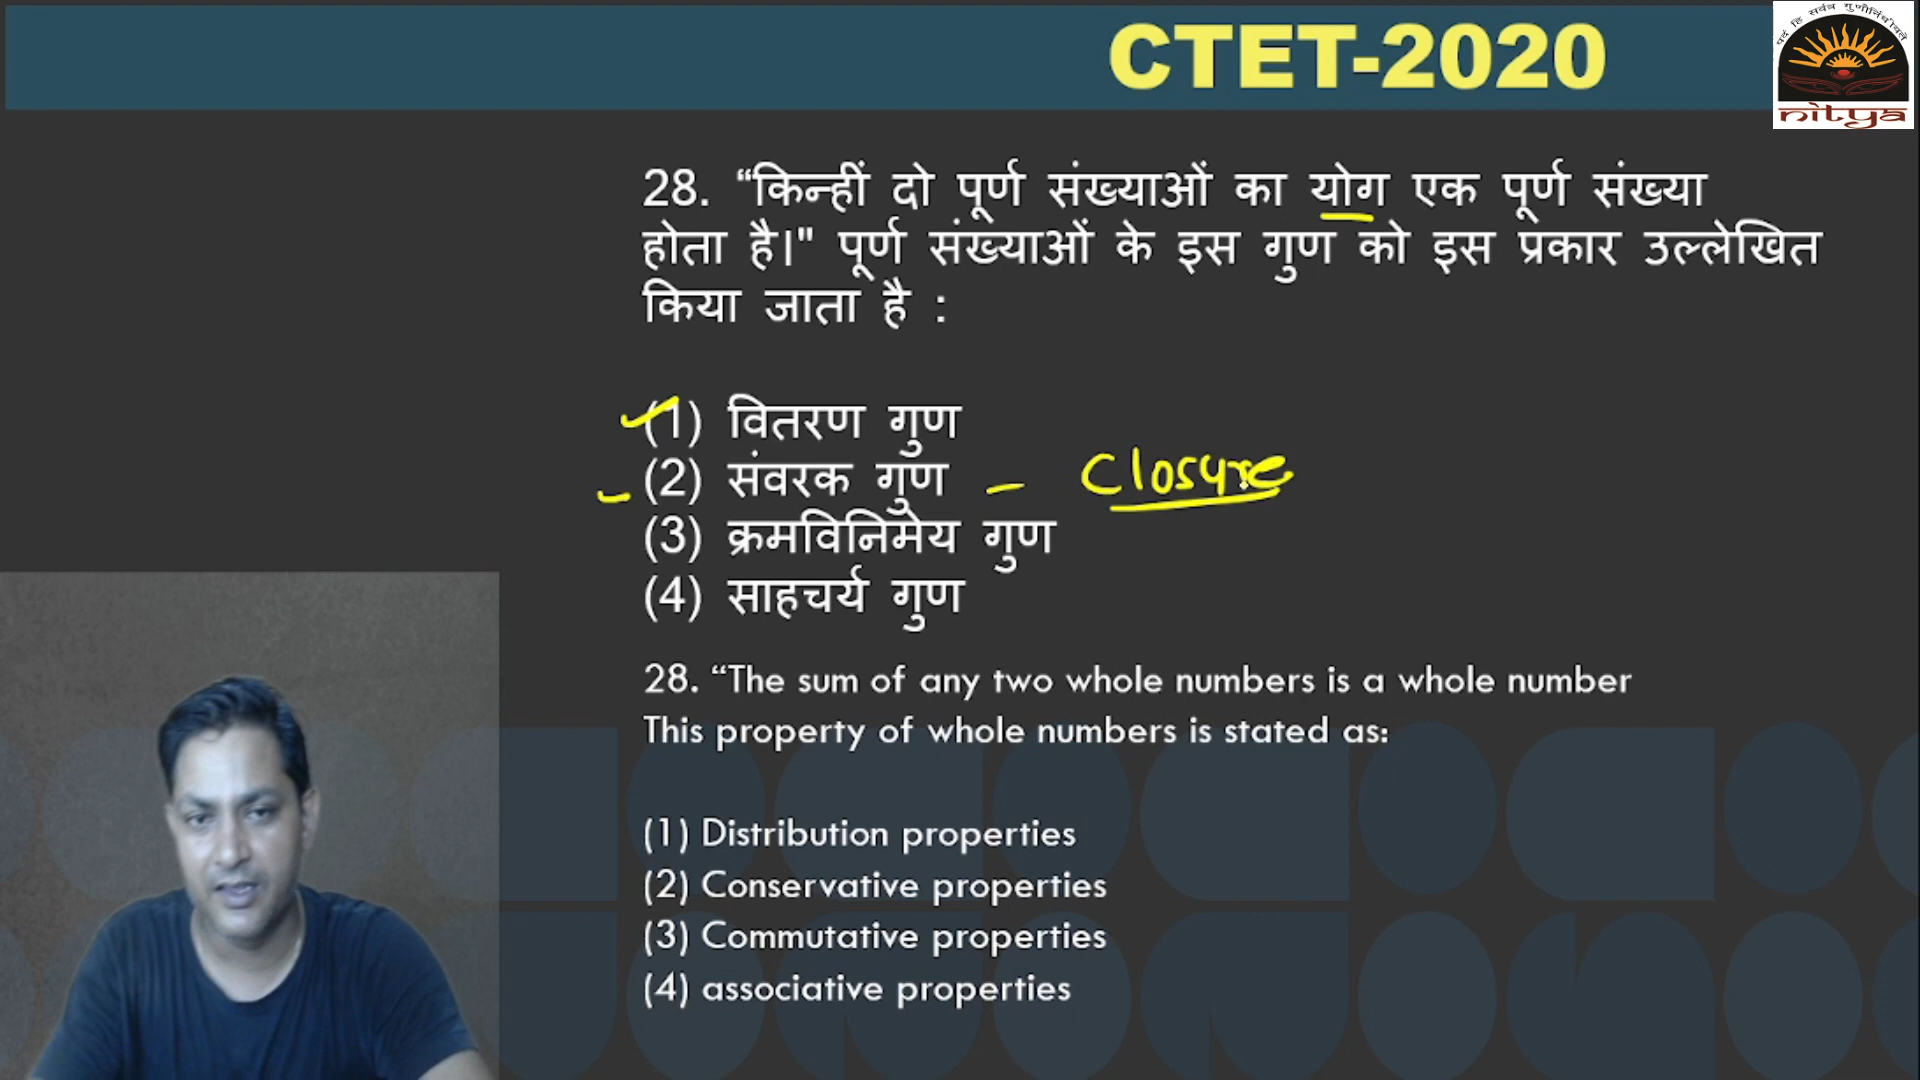 CTET-2020
nitya
28. “किन्हीं दो पूर्ण संख्याओं का योग एक पूर्ण संख्या
होता है।" पूर्ण संख्याओं के इस गुण को इस प्रकार उल्लेखित
किया जाता है :
(1) वितरण गुण
(2) संवरक गुण – Closure
(3) क्रमविनिमेय गुण
(4) साहचर्य गुण
28. “The sum of any two whole numbers is a whole number
This property of whole numbers is stated as:
(1) Distribution properties
(2) Conservative properties
(3) Commutative properties
(4) associative properties